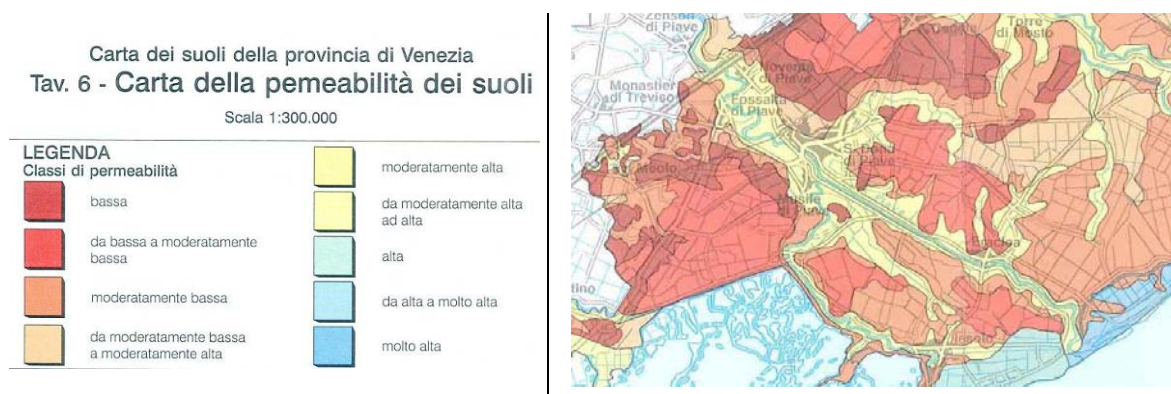 Carta dei suoli della provincia di Venezia
Tav. 6 - Carta della pemeabilità dei suoli
Scala 1:300.000
LEGENDA
Classi di permeabilità
bassa
da bassa a moderatamente
bassa
moderatamente bassa
da moderatamente bassa
a moderatamente alta
moderatamente alta
da moderatamente alta
ad alta
alta
da alta a molto alta
molto alta
Zenson
di Piave
Torre
di Mosto
Noventa
di Piave
Monastier
di Treviso
Fossalta
di Piave
S. Donà
di Piave
Meolo
Musile
di Piave
Eraclea
tino
Jesolo